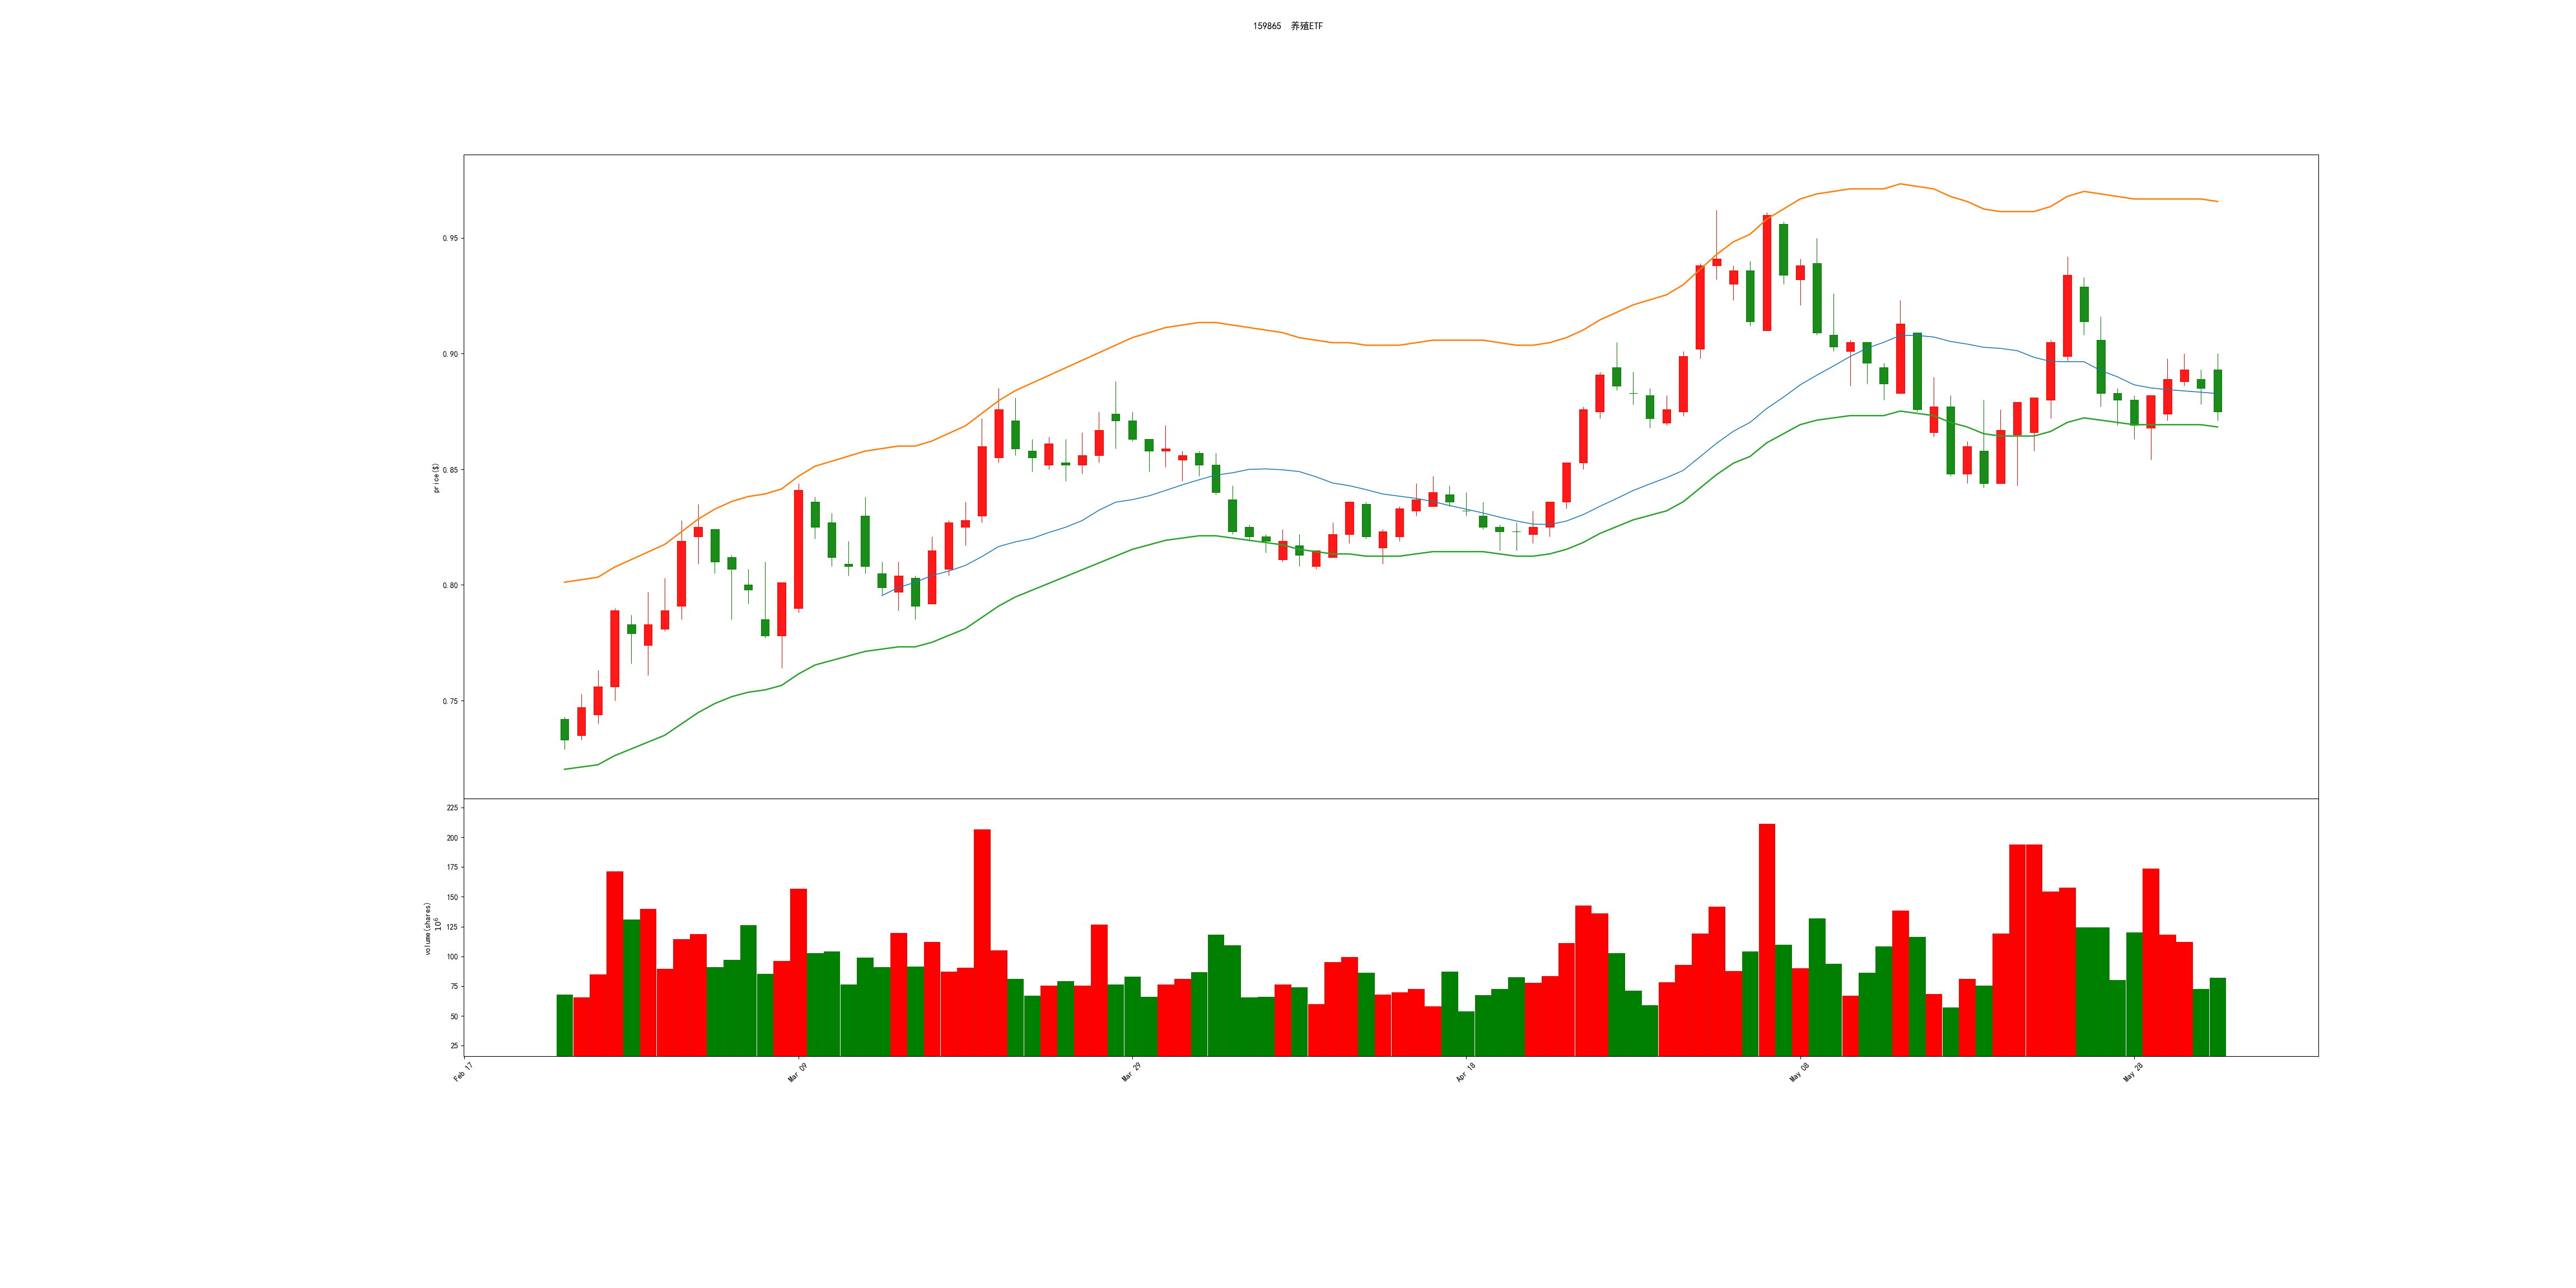 159865 养殖ETF
price($)
0.95
0.90
0.85
0.80
0.75
volume(shares)
10^6
225
200
175
150
125
100
75
50
25
Feb 17
Mar 09
Mar 29
Apr 18
May 08
May 28